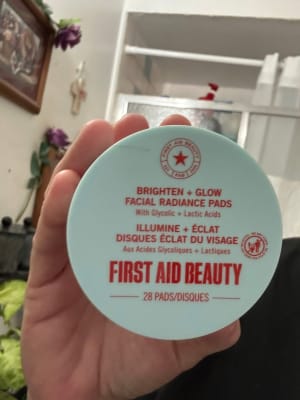 FIRST AID BEAUTY
BRIGHTEN + GLOW
FACIAL RADIANCE PADS
With Glycolic + Lactic Acids
ILLUMINE + ÉCLAT
DISQUES ÉCLAT DU VISAGE
Aux Acides Glycoliques + Lactiques
FIRST AID BEAUTY
28 PADS/DISQUES